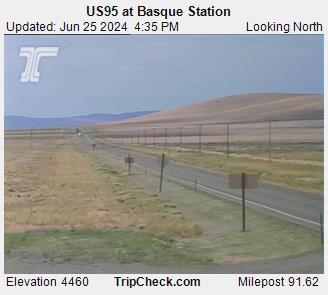 US95 at Basque Station
Updated: Jun 25 2024 4:35 PM Looking North
Elevation 4460 TripCheck.com Milepost 91.62